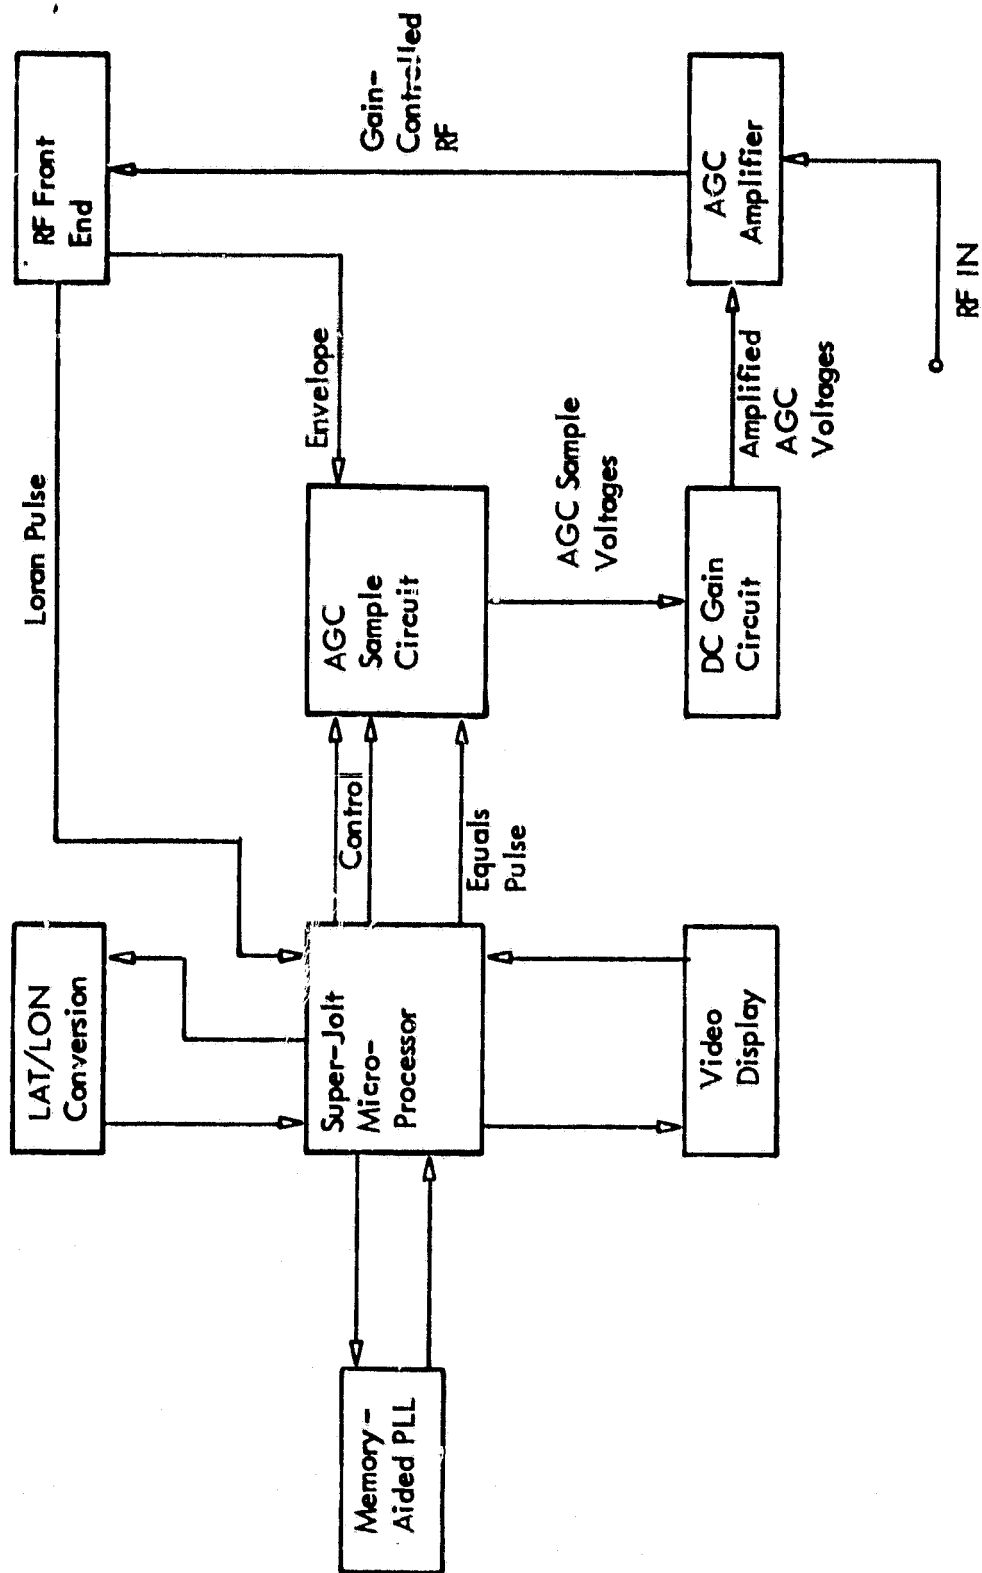 LAT/LON
Conversion
Loran Pulse
RF Front
End
Memory-
Aided PLL
Super-Jolt
Micro-
Processor
Control
Equals
Pulse
AGC
Sample
Circuit
Envelope
Gain-
Controlled
RF
Video
Display
AGC Sample
Voltages
DC Gain
Circuit
Amplified
AGC
Voltages
AGC
Amplifier
RF IN